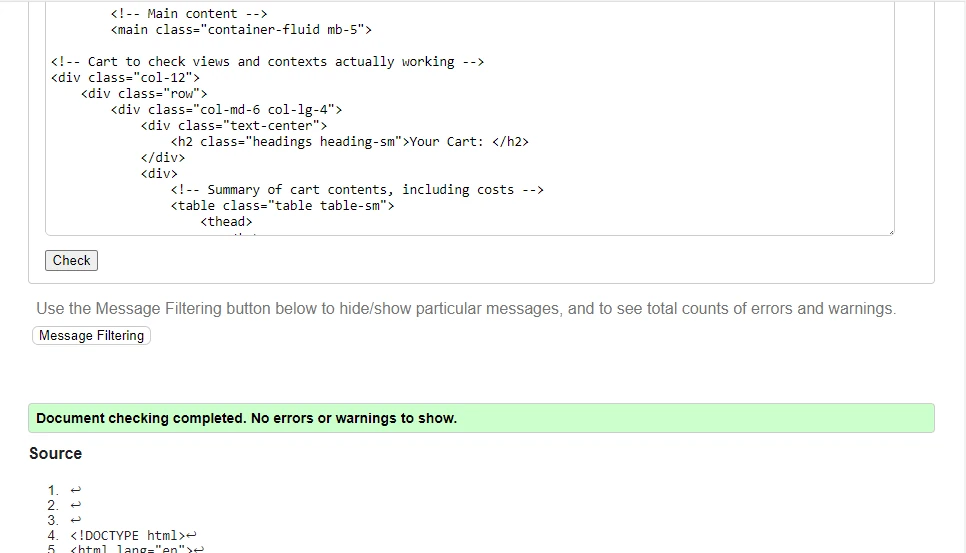 <!-- Main content -->
<main class="container-fluid mb-5">
<!-- Cart to check views and contexts actually working -->
<div class="col-12">
<div class="row">
<div class="col-md-6 col-lg-4">
<div class="text-center">
<h2 class="headings heading-sm">Your Cart: </h2>
</div>
<div>
<!-- Summary of cart contents, including costs -->
<table class="table table-sm">
<thead>
Check
Use the Message Filtering button below to hide/show particular messages, and to see total counts of errors and warnings.
Message Filtering
Document checking completed. No errors or warnings to show.
Source
1. ↩
2. ↩
3. ↩
4. <!DOCTYPE html>↩
5. <html lang="en">↩